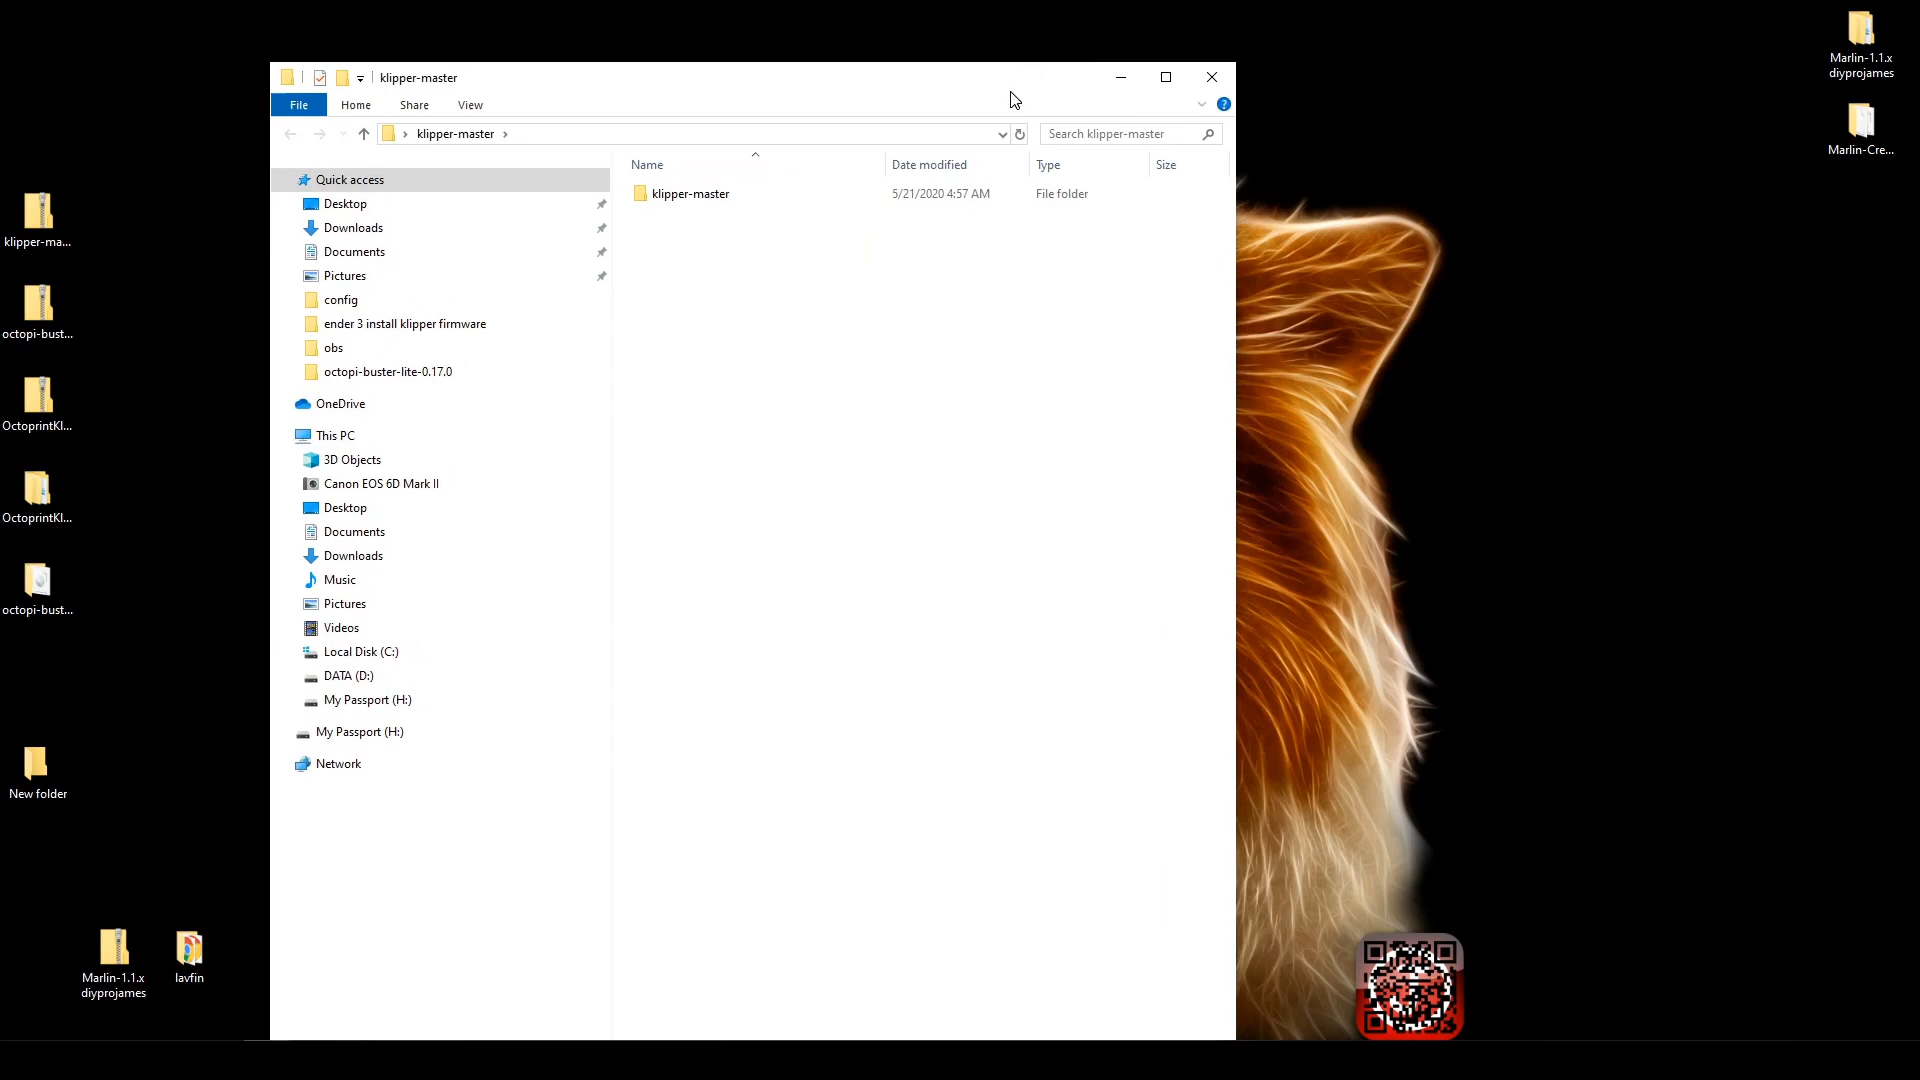 klipper-master
File
Home
Share
View
klipper-master
Search klipper-master
Name
Date modified
Type
Size
klipper-master
5/21/2020 4:57 AM
File folder
Quick access
Desktop
Downloads
Documents
Pictures
config
ender 3 install klipper firmware
obs
octopi-buster-lite-0.17.0
OneDrive
This PC
3D Objects
Canon EOS 6D Mark II
Desktop
Documents
Downloads
Music
Pictures
Videos
Local Disk (C:)
DATA (D:)
My Passport (H:)
My Passport (H:)
Network
klipper-ma...
octopi-bust...
OctoprintKl...
OctoprintKl...
octopi-bust...
New folder
Marlin-1.1.x
diyprojames
lavfin
Marlin-1.1.x
diyprojames
Marlin-Cre...